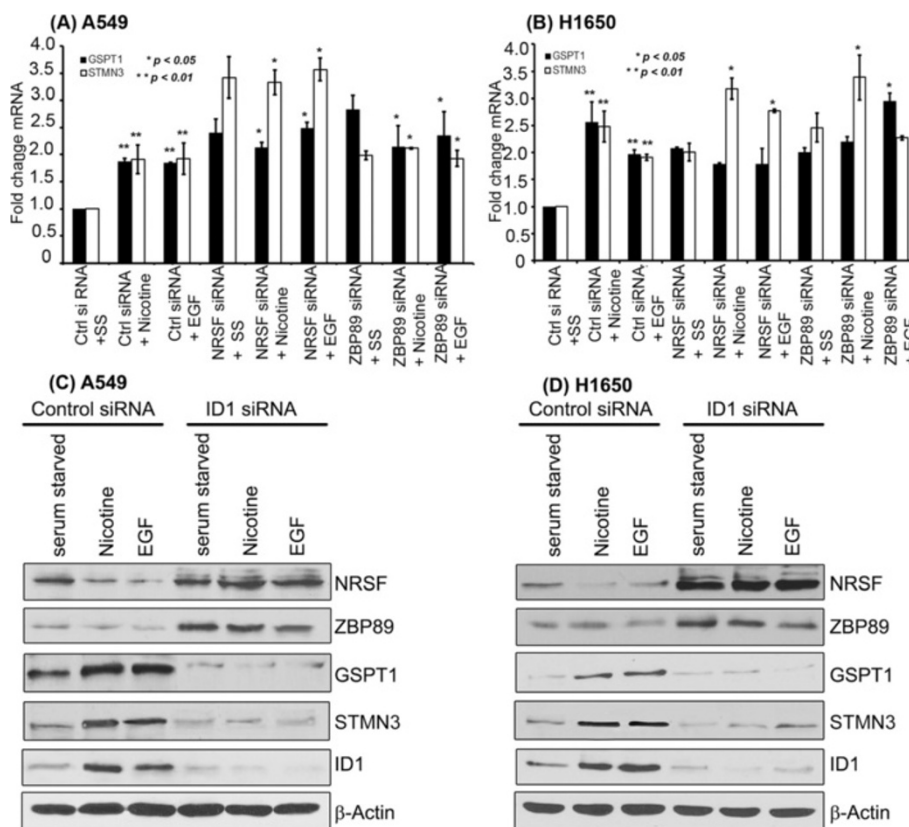 (A) A549
GSPT1
STMN3
* p < 0.05
** p < 0.01
Fold change mRNA
4.0
3.5
3.0
2.5
2.0
1.5
1.0
0.5
0
** ** ** ** * * * * * * * *
Ctrl si RNA
+SS
Ctrl siRNA
+ Nicotine
Ctrl siRNA
+ EGF
NRSF siRNA
+ SS
NRSF siRNA
+ Nicotine
NRSF siRNA
+ EGF
ZBP89 siRNA
+ SS
ZBP89 siRNA
+ Nicotine
ZBP89 siRNA
+ EGF
(B) H1650
GSPT1
STMN3
* p < 0.05
** p < 0.01
Fold change mRNA
4.0
3.5
3.0
2.5
2.0
1.5
1.0
0.5
0.0
** ** ** ** * * * *
Ctrl si RNA
+SS
Ctrl siRNA
+ Nicotine
Ctrl siRNA
+ EGF
NRSF siRNA
+ SS
NRSF siRNA
+ Nicotine
NRSF siRNA
+ EGF
ZBP89 siRNA
+ SS
ZBP89 siRNA
+ Nicotine
ZBP89 siRNA
+ EGF
(C) A549
Control siRNA
ID1 siRNA
serum starved
Nicotine
EGF
serum starved
Nicotine
EGF
NRSF
ZBP89
GSPT1
STMN3
ID1
β-Actin
(D) H1650
Control siRNA
ID1 siRNA
serum starved
Nicotine
EGF
serum starved
Nicotine
EGF
NRSF
ZBP89
GSPT1
STMN3
ID1
β-Actin